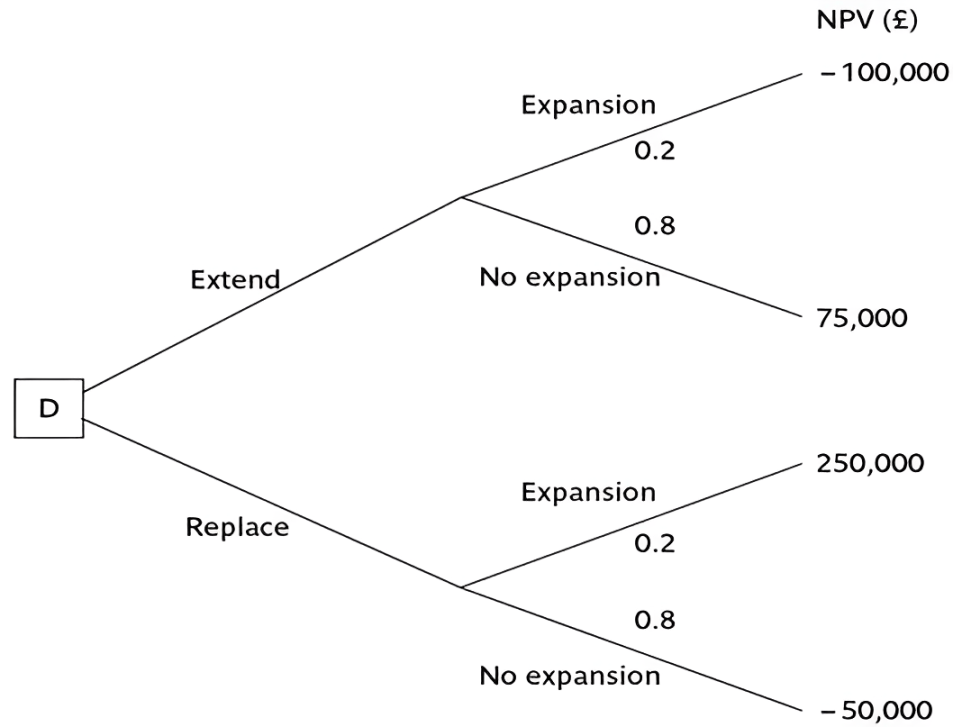 NPV (£)
– 100,000
Expansion
0.2
0.8
No expansion
75,000
Extend
D
Replace
250,000
Expansion
0.2
0.8
No expansion
– 50,000